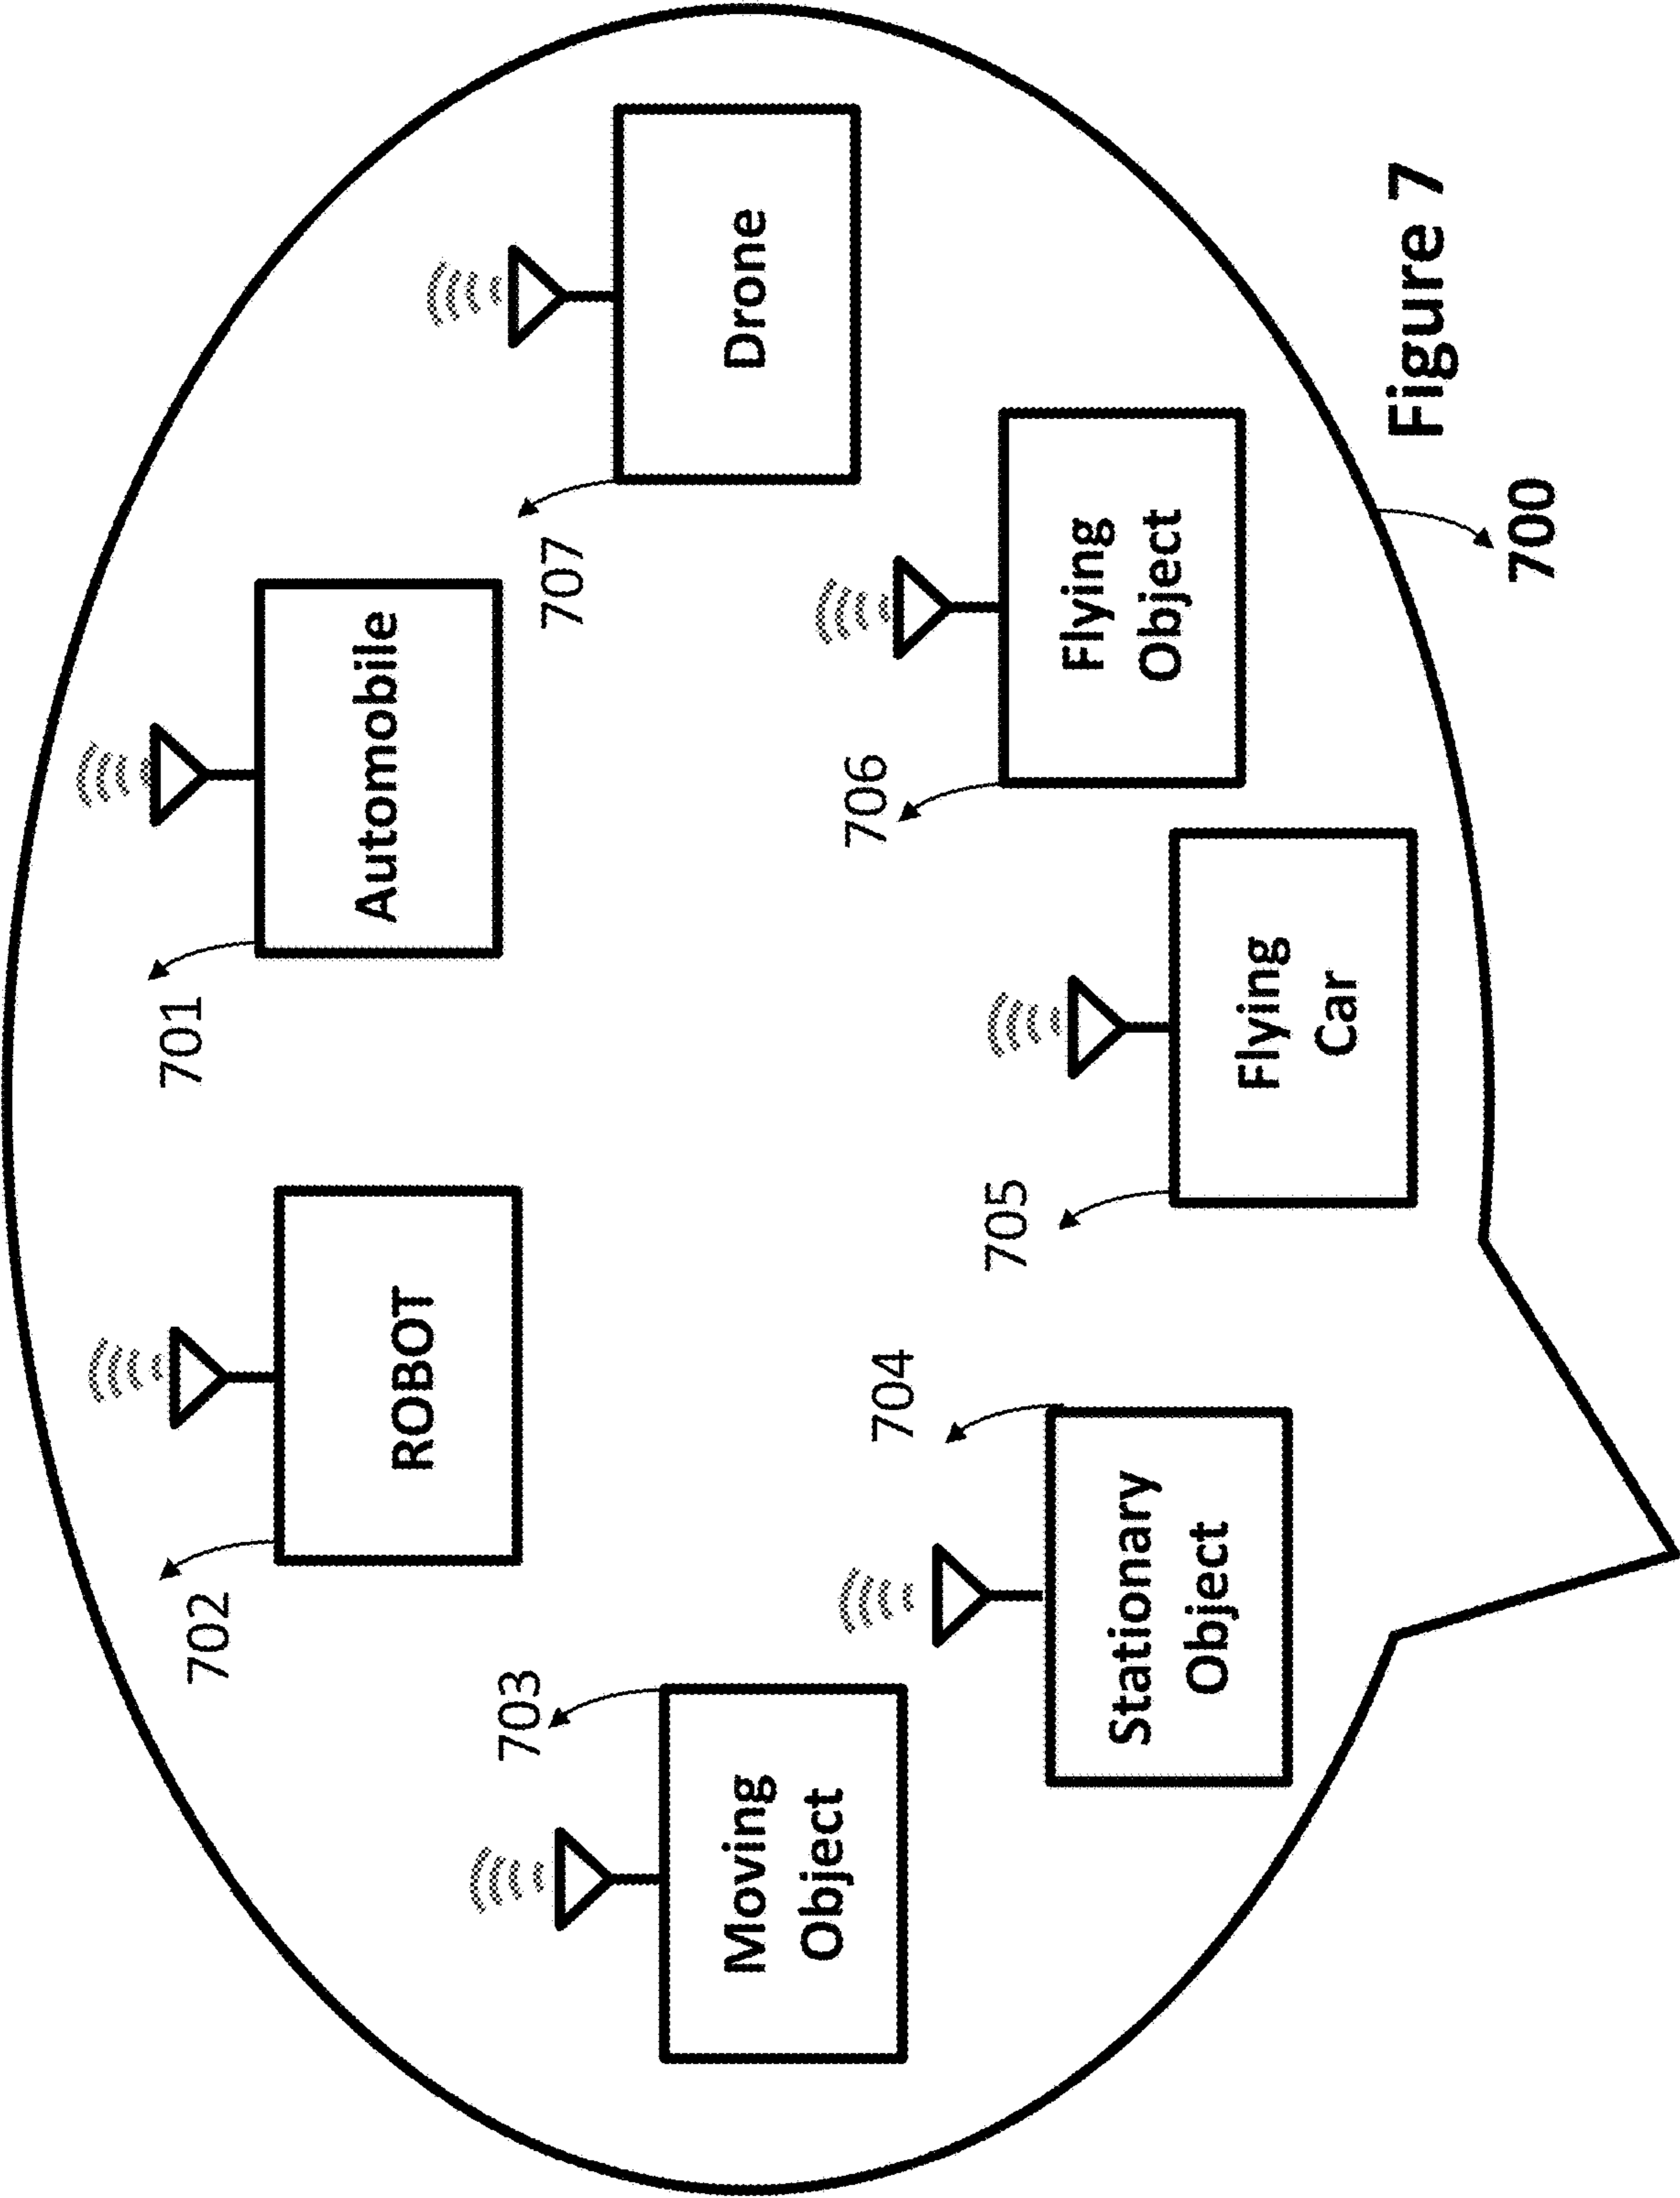 702
ROBOT
701
Automobile
703
Moving
Object
707
Drone
704
Stationary
Object
705
Flying
Car
706
Flying
Object
700
Figure 7